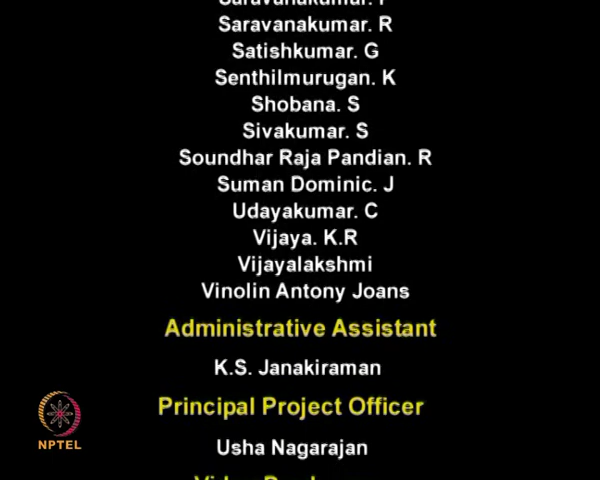 Saravanakumar. R
Satishkumar. G
Senthilmurugan. K
Shobana. S
Sivakumar. S
Soundhar Raja Pandian. R
Suman Dominic. J
Udayakumar. C
Vijaya. K.R
Vijayalakshmi
Vinolin Antony Joans
Administrative Assistant
K.S. Janakiraman
Principal Project Officer
Usha Nagarajan
NPTEL